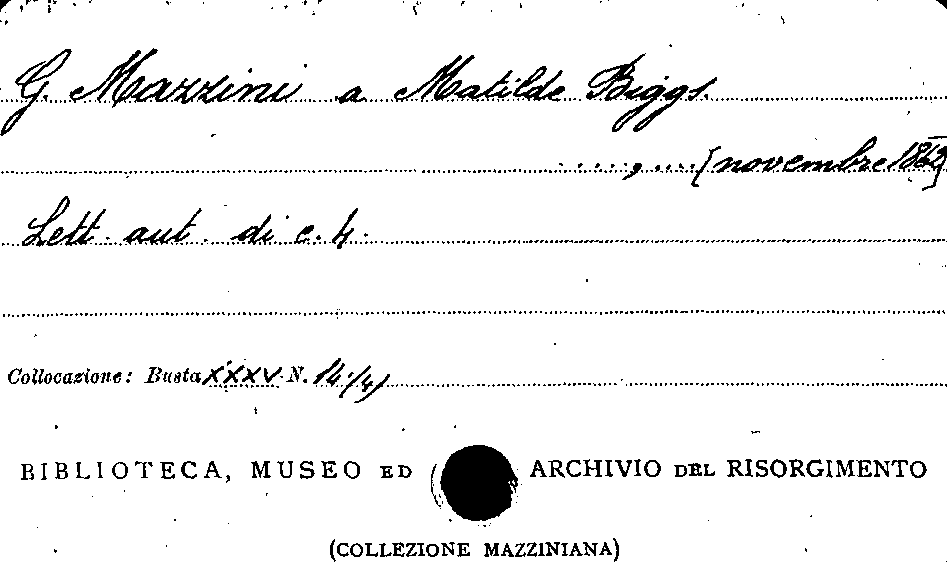 G. Mazzini a Matilde Biggs.
....., .... [novembre 1862]
Lett. aut. di c. 4.
Collocazione: Busta XXXV N. 14(4)
BIBLIOTECA, MUSEO ED ARCHIVIO DEL RISORGIMENTO
(COLLEZIONE MAZZINIANA)